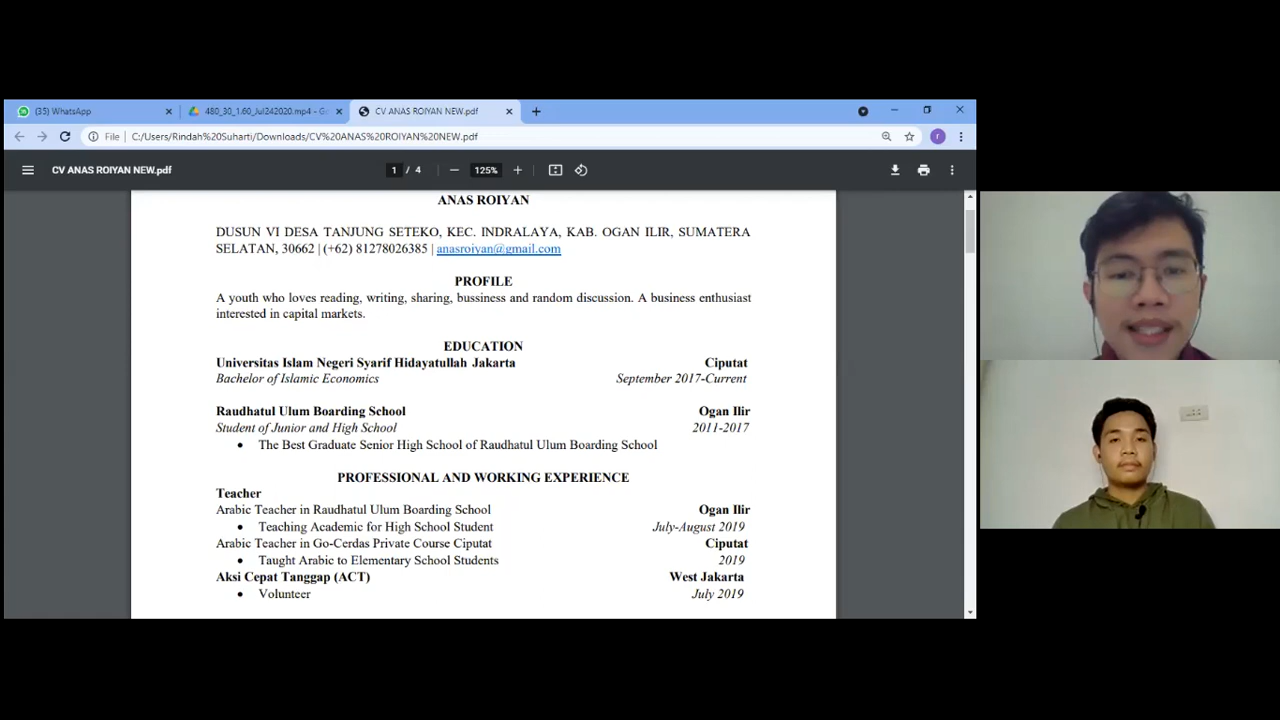 (35) WhatsApp
480_30_1.60_Jul242020.mp4 - Go
CV ANAS ROIYAN NEW.pdf
File | C:/Users/Rindah%20Suharti/Downloads/CV%20ANAS%20ROIYAN%20NEW.pdf
r
CV ANAS ROIYAN NEW.pdf
1 / 4
125%
ANAS ROIYAN
DUSUN VI DESA TANJUNG SETEKO, KEC. INDRALAYA, KAB. OGAN ILIR, SUMATERA
SELATAN, 30662 | (+62) 81278026385 | anasroiyan@gmail.com
PROFILE
A youth who loves reading, writing, sharing, bussiness and random discussion. A business enthusiast
interested in capital markets.
EDUCATION
Universitas Islam Negeri Syarif Hidayatullah Jakarta Ciputat
Bachelor of Islamic Economics September 2017-Current
Raudhatul Ulum Boarding School Ogan Ilir
Student of Junior and High School 2011-2017
• The Best Graduate Senior High School of Raudhatul Ulum Boarding School
PROFESSIONAL AND WORKING EXPERIENCE
Teacher
Arabic Teacher in Raudhatul Ulum Boarding School Ogan Ilir
• Teaching Academic for High School Student July-August 2019
Arabic Teacher in Go-Cerdas Private Course Ciputat Ciputat
• Taught Arabic to Elementary School Students 2019
Aksi Cepat Tanggap (ACT) West Jakarta
• Volunteer July 2019